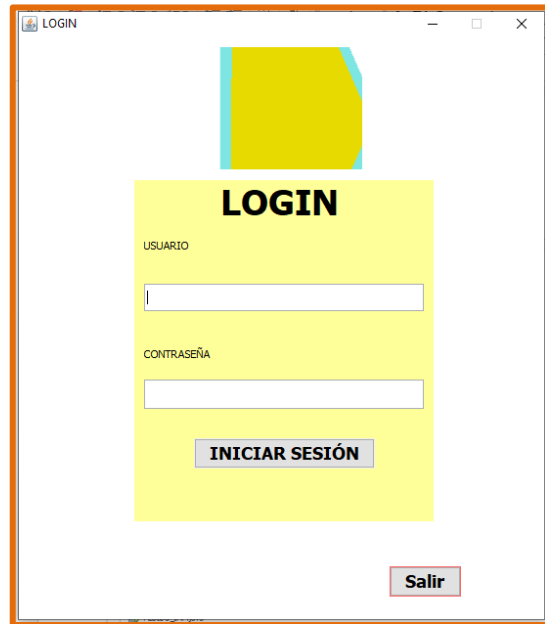 LOGIN
LOGIN
USUARIO
CONTRASEÑA
INICIAR SESIÓN
Salir